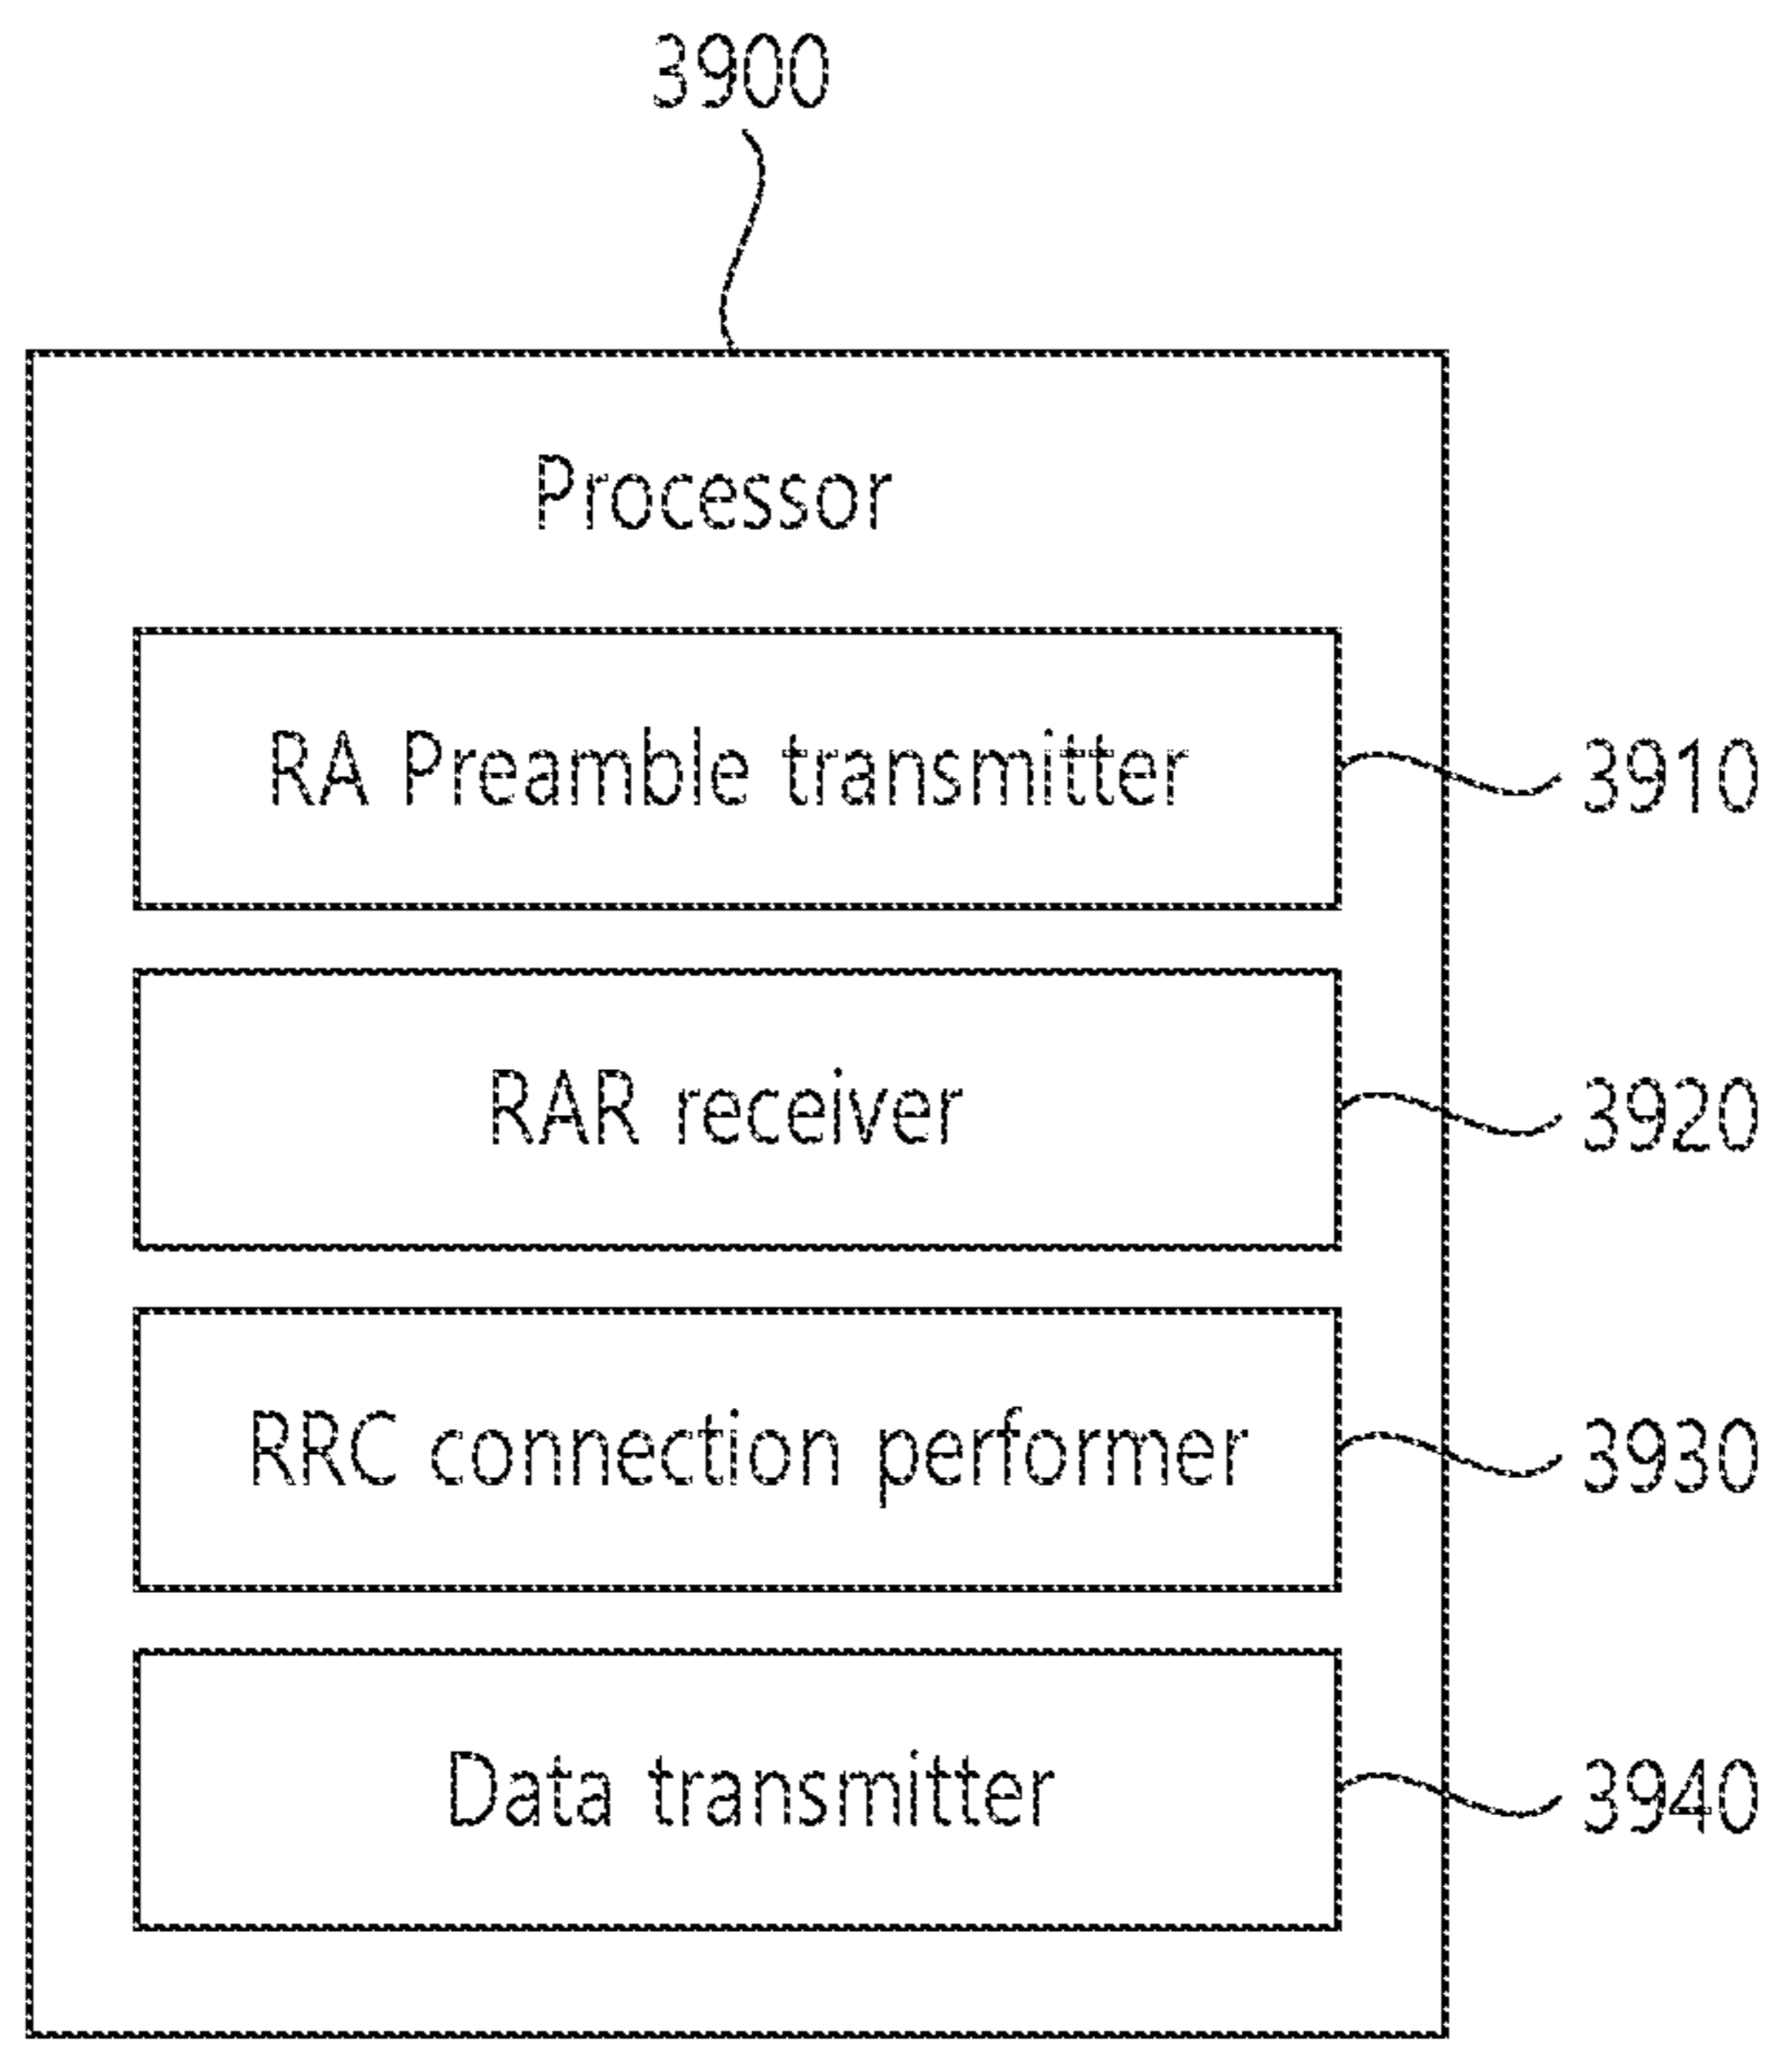 3900
Processor
RA Preamble transmitter
3910
RAR receiver
3920
RRC connection performer
3930
Data transmitter
3940